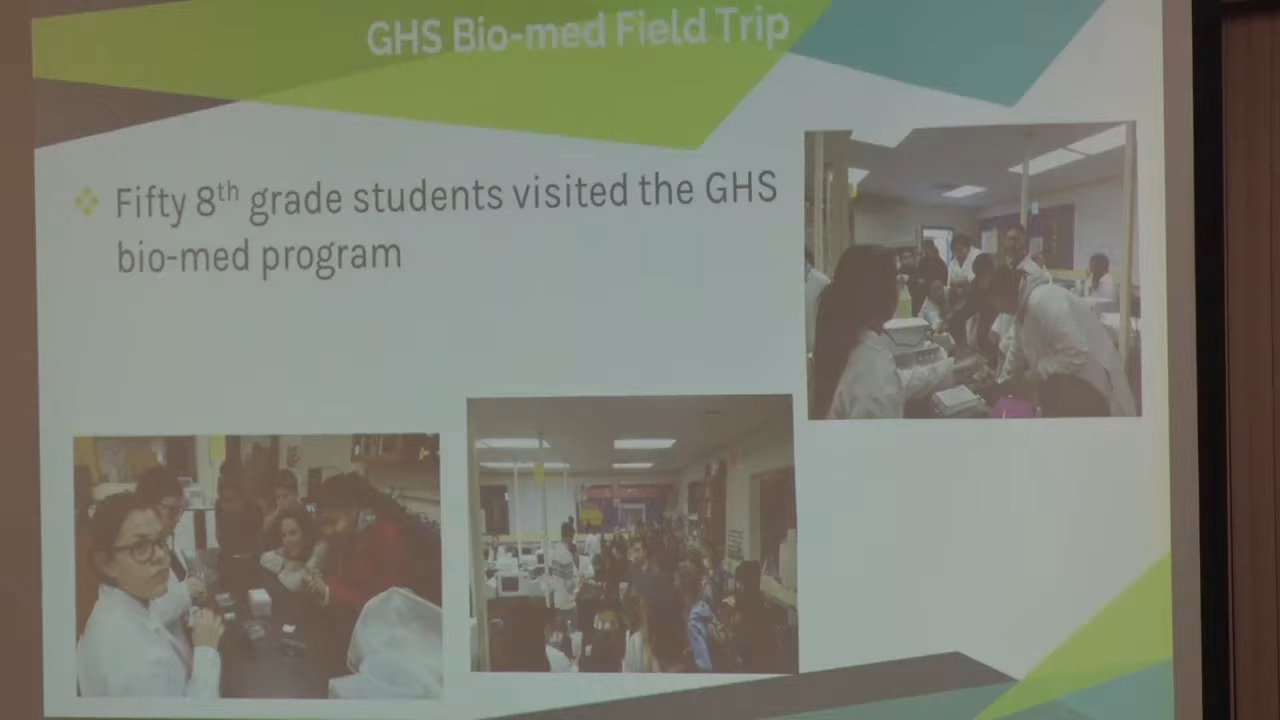 GHS Bio-med Field Trip
Fifty 8th grade students visited the GHS
bio-med program